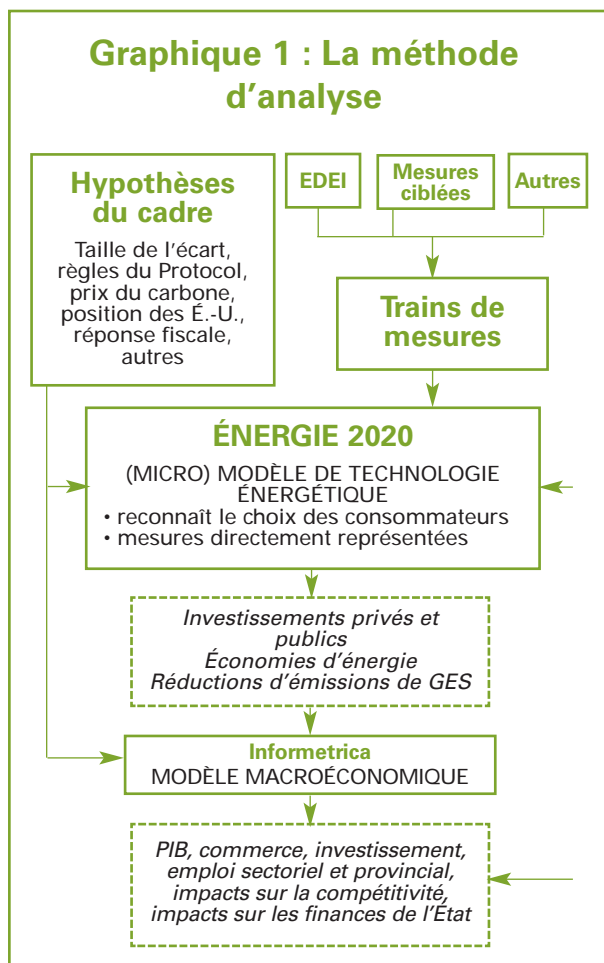 Graphique 1 : La méthode
d'analyse
Hypothèses
du cadre
Taille de l'écart,
règles du Protocol,
prix du carbone,
position des É.-U.,
réponse fiscale,
autres
EDEI
Mesures
ciblées
Autres
Trains de
mesures
ÉNERGIE 2020
(MICRO) MODÈLE DE TECHNOLOGIE
ÉNERGÉTIQUE
• reconnaît le choix des consommateurs
• mesures directement représentées
Investissements privés et
publics
Économies d'énergie
Réductions d'émissions de GES
Informetrica
MODÈLE MACROÉCONOMIQUE
PIB, commerce, investissement,
emploi sectoriel et provincial,
impacts sur la compétitivité,
impacts sur les finances de l'État